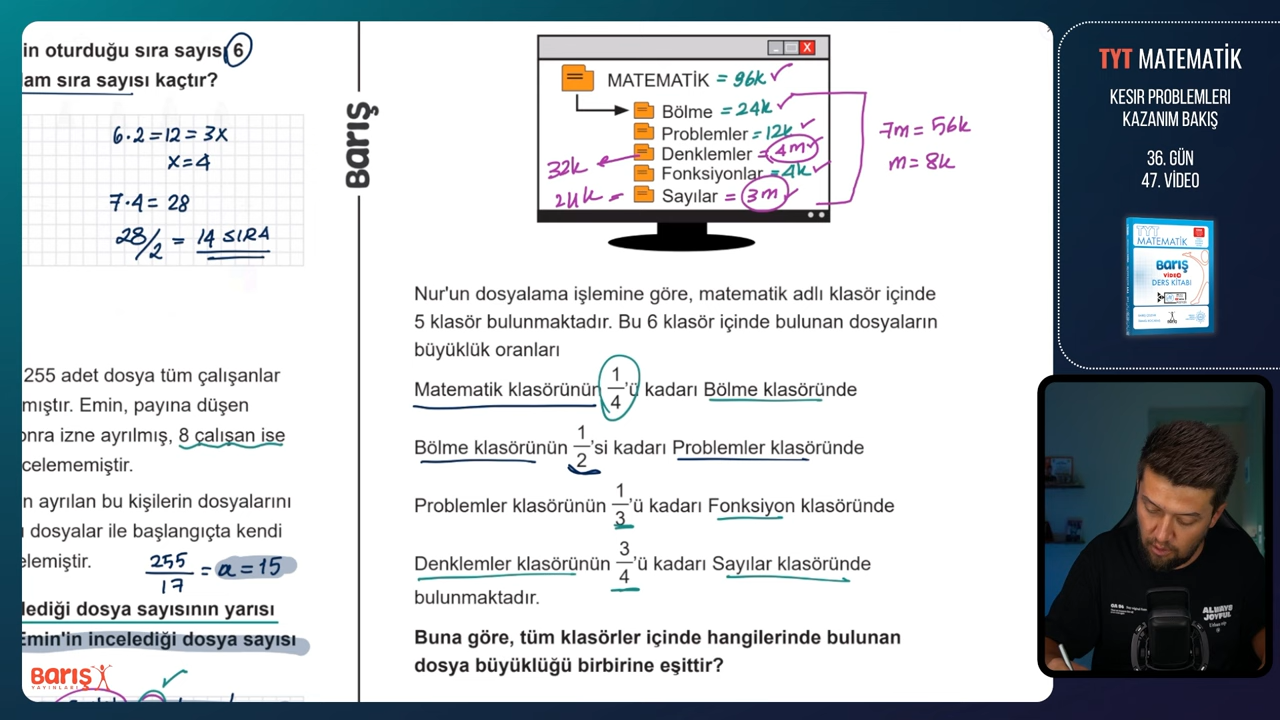 in oturduğu sıra sayısı 6
lam sıra sayısı kaçtır?
6·2=12=3x
x=4
7·4=28
28/2 = 14 SIRA
255 adet dosya tüm çalışanlar
mıştır. Emin, payına düşen
onra izne ayrılmış, 8 çalışan ise
celememiştir.
n ayrılan bu kişilerin dosyalarını
dosyalar ile başlangıçta kendi
elemiştir.
255/17 = a=15
lediği dosya sayısının yarısı
Emin'in incelediği dosya sayısı
Barış
YAYINLARI
Barış
X
MATEMATİK = 96k ✓
Bölme = 24k ✓
Problemler = 12k ✓
32k ← Denklemler = 4m ✓
Fonksiyonlar = 4k ✓
24k = Sayılar = 3m ✓
7m = 56k
m = 8k
Nur'un dosyalama işlemine göre, matematik adlı klasör içinde
5 klasör bulunmaktadır. Bu 6 klasör içinde bulunan dosyaların
büyüklük oranları
Matematik klasörünün 1/4'ü kadarı Bölme klasöründe
Bölme klasörünün 1/2'si kadarı Problemler klasöründe
Problemler klasörünün 1/3'ü kadarı Fonksiyon klasöründe
Denklemler klasörünün 3/4'ü kadarı Sayılar klasöründe
bulunmaktadır.
Buna göre, tüm klasörler içinde hangilerinde bulunan
dosya büyüklüğü birbirine eşittir?
TYT MATEMATİK
KESIR PROBLEMLERI
KAZANIM BAKIŞ
36. GÜN
47. VİDEO
TYT
MATEMATİK
Barış
VİDEO
DERS KİTABI
ALWAYS
JOYFUL